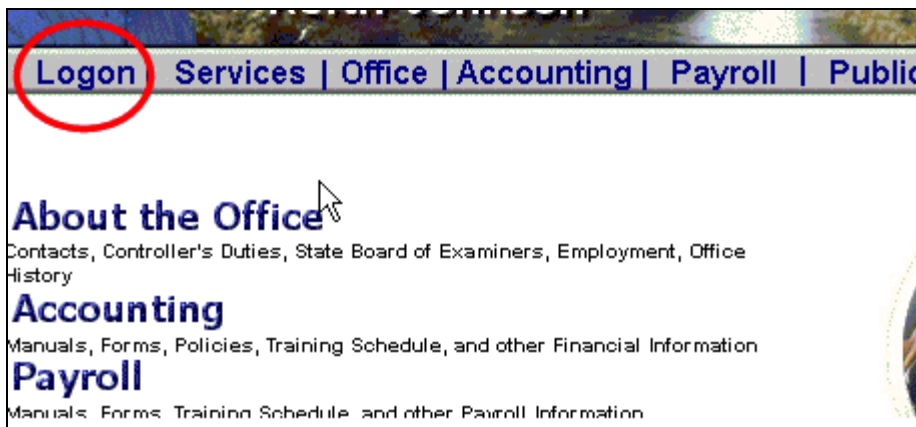 Logon | Services | Office | Accounting | Payroll | Public
About the Office
Contacts, Controller's Duties, State Board of Examiners, Employment, Office
History
Accounting
Manuals, Forms, Policies, Training Schedule, and other Financial Information
Payroll
Manuals, Forms, Training Schedule, and other Payroll Information